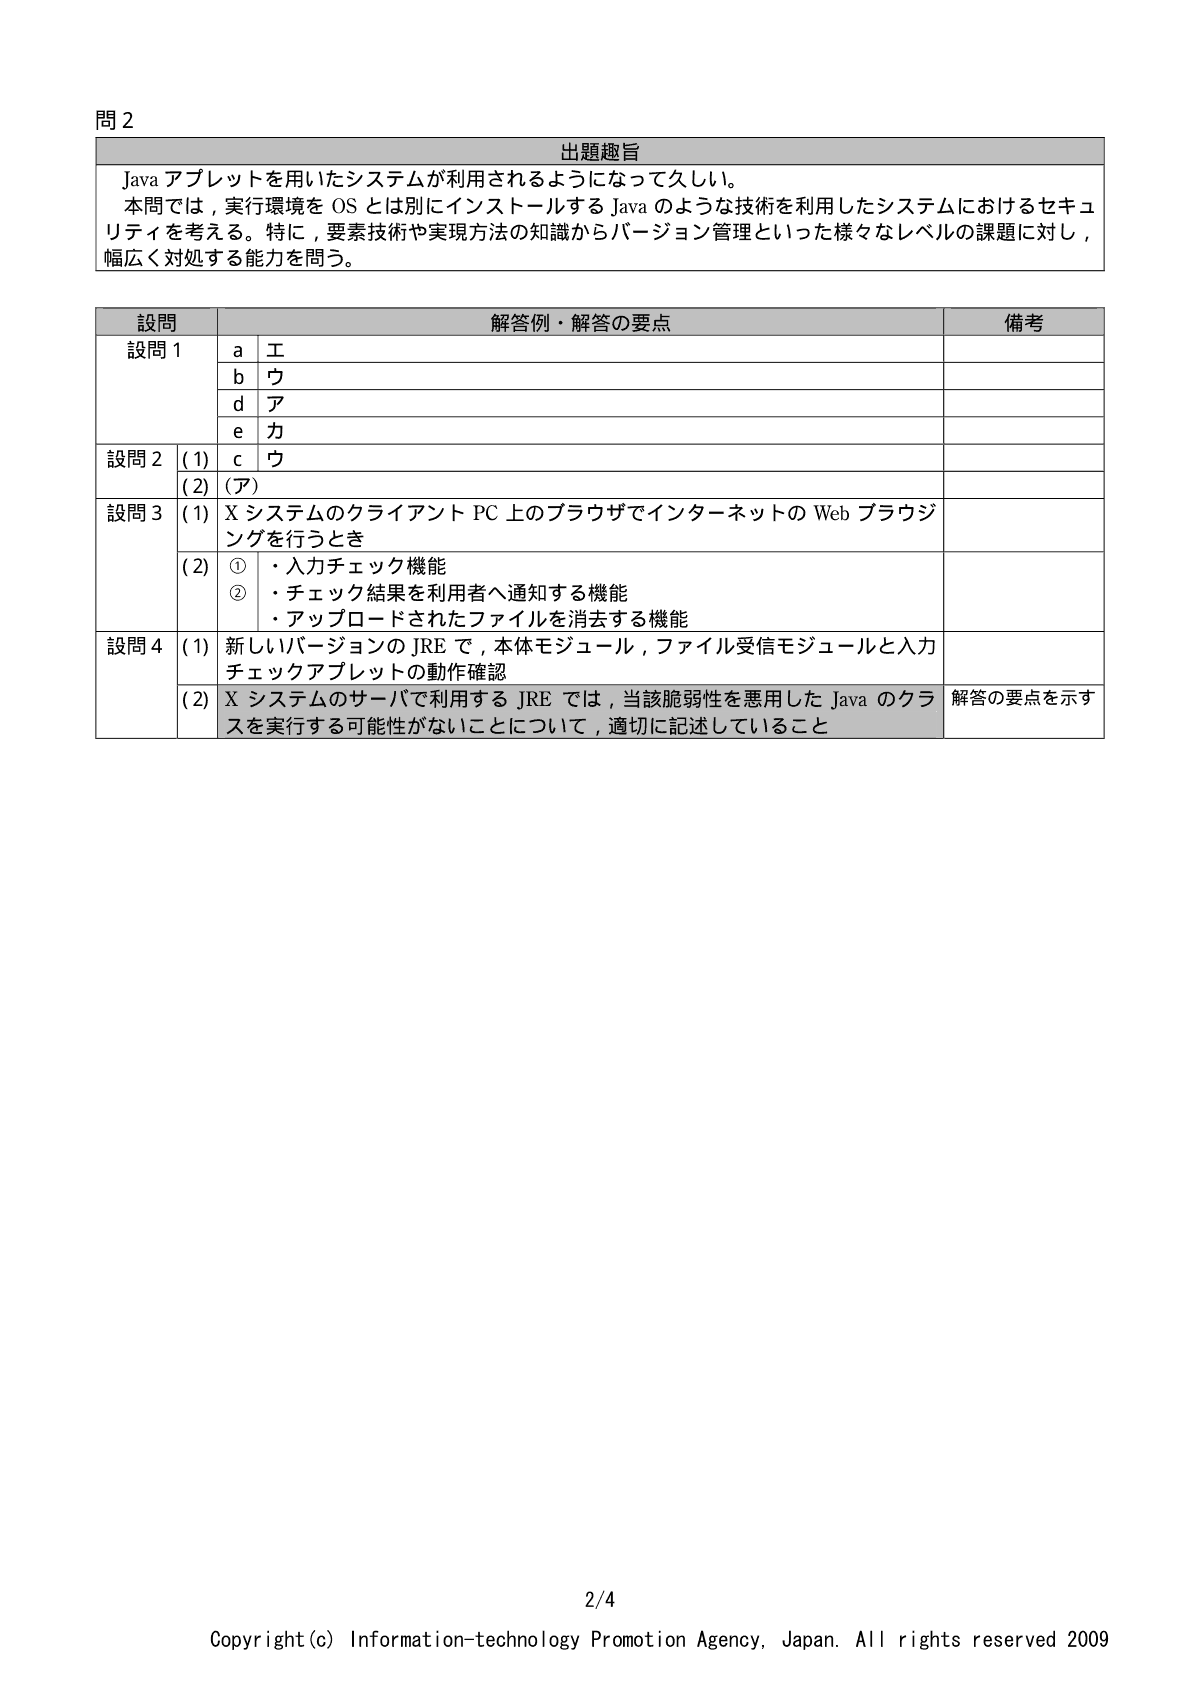 問2
出題趣旨
Java アプレットを用いたシステムが利用されるようになって久しい。
本問では，実行環境を OS とは別にインストールする Java のような技術を利用したシステムにおけるセキュ
リティを考える。特に，要素技術や実現方法の知識からバージョン管理といった様々なレベルの課題に対し，
幅広く対処する能力を問う。
設問 解答例・解答の要点 備考
設問1 a エ
b ウ
d ア
e カ
設問2 (1) c ウ
(2) (ア)
設問3 (1) X システムのクライアント PC 上のブラウザでインターネットの Web ブラウジ
ングを行うとき
(2) ① ・入力チェック機能
② ・チェック結果を利用者へ通知する機能
・アップロードされたファイルを消去する機能
設問4 (1) 新しいバージョンの JRE で，本体モジュール，ファイル受信モジュールと入力
チェックアプレットの動作確認
(2) X システムのサーバで利用する JRE では，当該脆弱性を悪用した Java のクラ 解答の要点を示す
スを実行する可能性がないことについて，適切に記述していること
2/4
Copyright(c) Information-technology Promotion Agency, Japan. All rights reserved 2009